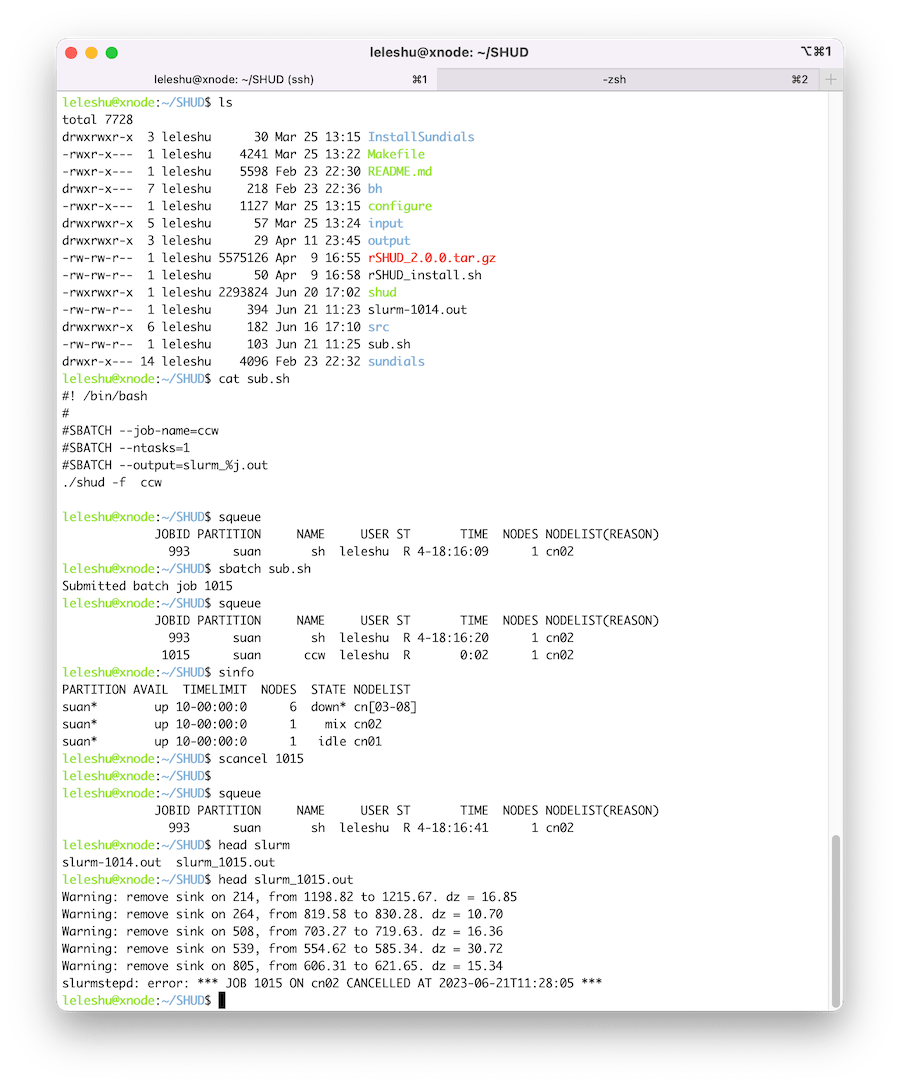 leleshu@xnode: ~/SHUD
⌥⌘1
leleshu@xnode: ~/SHUD (ssh) ⌘1 -zsh ⌘2 +
leleshu@xnode:~/SHUD$ ls
total 7728
drwxrwxr-x  3 leleshu      30 Mar 25 13:15 InstallSundials
-rwxr-x---  1 leleshu    4241 Mar 25 13:22 Makefile
-rwxr-x---  1 leleshu    5598 Feb 23 22:30 README.md
drwxr-x---  7 leleshu     218 Feb 23 22:36 bh
-rwxr-x---  1 leleshu    1127 Mar 25 13:15 configure
drwxrwxr-x  5 leleshu      57 Mar 25 13:24 input
drwxrwxr-x  3 leleshu      29 Apr 11 23:45 output
-rw-rw-r--  1 leleshu 5575126 Apr  9 16:55 rSHUD_2.0.0.tar.gz
-rw-rw-r--  1 leleshu      50 Apr  9 16:58 rSHUD_install.sh
-rwxrwxr-x  1 leleshu 2293824 Jun 20 17:02 shud
-rw-rw-r--  1 leleshu     394 Jun 21 11:23 slurm-1014.out
drwxrwxr-x  6 leleshu     182 Jun 16 17:10 src
-rw-rw-r--  1 leleshu     103 Jun 21 11:25 sub.sh
drwxr-x--- 14 leleshu    4096 Feb 23 22:32 sundials
leleshu@xnode:~/SHUD$ cat sub.sh
#! /bin/bash
#
#SBATCH --job-name=ccw
#SBATCH --ntasks=1
#SBATCH --output=slurm_%j.out
./shud -f  ccw
leleshu@xnode:~/SHUD$ squeue
             JOBID PARTITION     NAME     USER ST       TIME  NODES NODELIST(REASON)
               993      suan       sh  leleshu  R 4-18:16:09      1 cn02
leleshu@xnode:~/SHUD$ sbatch sub.sh
Submitted batch job 1015
leleshu@xnode:~/SHUD$ squeue
             JOBID PARTITION     NAME     USER ST       TIME  NODES NODELIST(REASON)
               993      suan       sh  leleshu  R 4-18:16:20      1 cn02
              1015      suan      ccw  leleshu  R       0:02      1 cn02
leleshu@xnode:~/SHUD$ sinfo
PARTITION AVAIL  TIMELIMIT  NODES  STATE NODELIST
suan*        up 10-00:00:0      6  down* cn[03-08]
suan*        up 10-00:00:0      1    mix cn02
suan*        up 10-00:00:0      1   idle cn01
leleshu@xnode:~/SHUD$ scancel 1015
leleshu@xnode:~/SHUD$
leleshu@xnode:~/SHUD$ squeue
             JOBID PARTITION     NAME     USER ST       TIME  NODES NODELIST(REASON)
               993      suan       sh  leleshu  R 4-18:16:41      1 cn02
leleshu@xnode:~/SHUD$ head slurm
slurm-1014.out  slurm_1015.out
leleshu@xnode:~/SHUD$ head slurm_1015.out
Warning: remove sink on 214, from 1198.82 to 1215.67. dz = 16.85
Warning: remove sink on 264, from 819.58 to 830.28. dz = 10.70
Warning: remove sink on 508, from 703.27 to 719.63. dz = 16.36
Warning: remove sink on 539, from 554.62 to 585.34. dz = 30.72
Warning: remove sink on 805, from 606.31 to 621.65. dz = 15.34
slurmstepd: error: *** JOB 1015 ON cn02 CANCELLED AT 2023-06-21T11:28:05 ***
leleshu@xnode:~/SHUD$